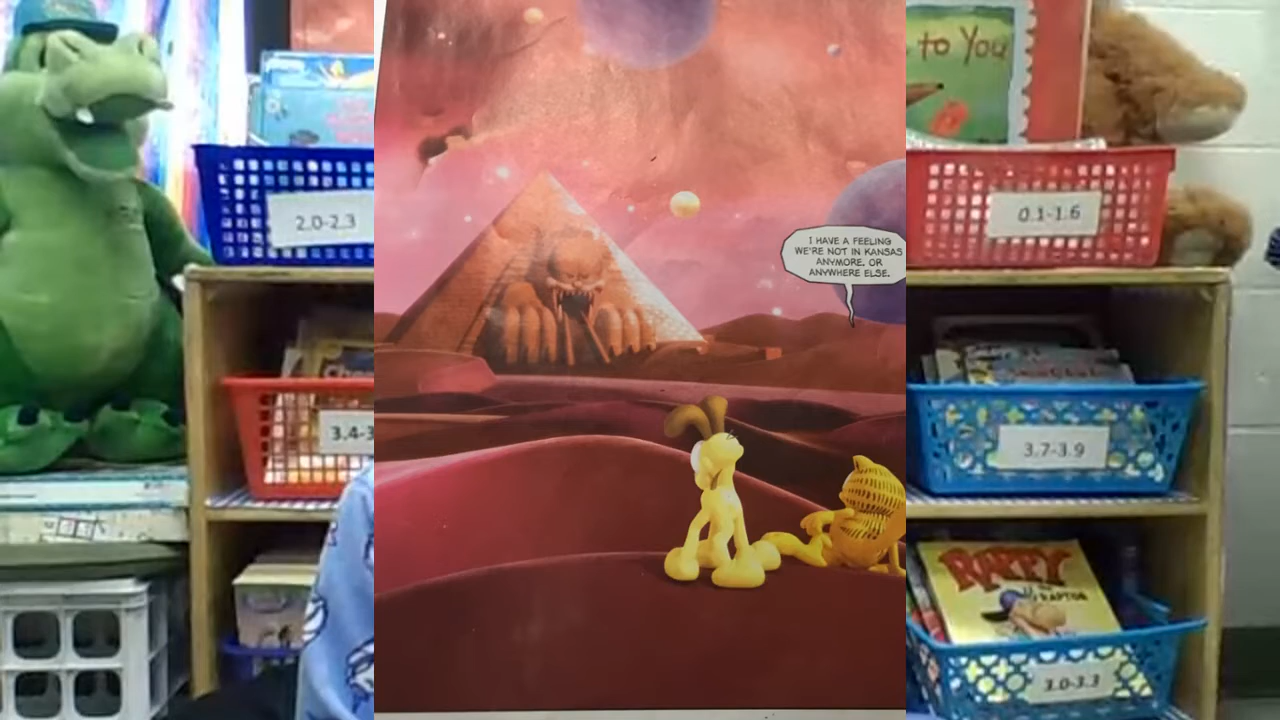 to You
2.0-2.3
0.1-1.6
I HAVE A FEELING
WE'RE NOT IN KANSAS
ANYMORE, OR
ANYWHERE ELSE.
3.4-3
3.7-3.9
RAPTOR
3.0-3.3